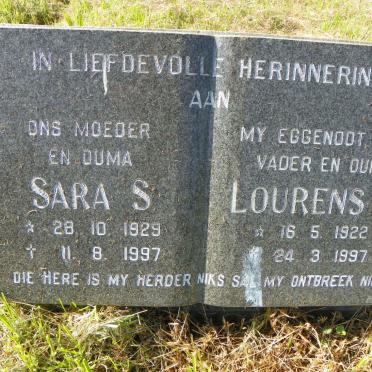 IN LIEFDEVOLLE HERINNERIN
AAN
ONS MOEDER
EN OUMA
SARA S
* 28. 10. 1929
† 11. 8. 1997
MY EGGENOOT
VADER EN OU
LOURENS
* 16. 5. 1922
† 24. 3. 1997
DIE HERE IS MY HERDER NIKS SAL MY ONTBREEK NI